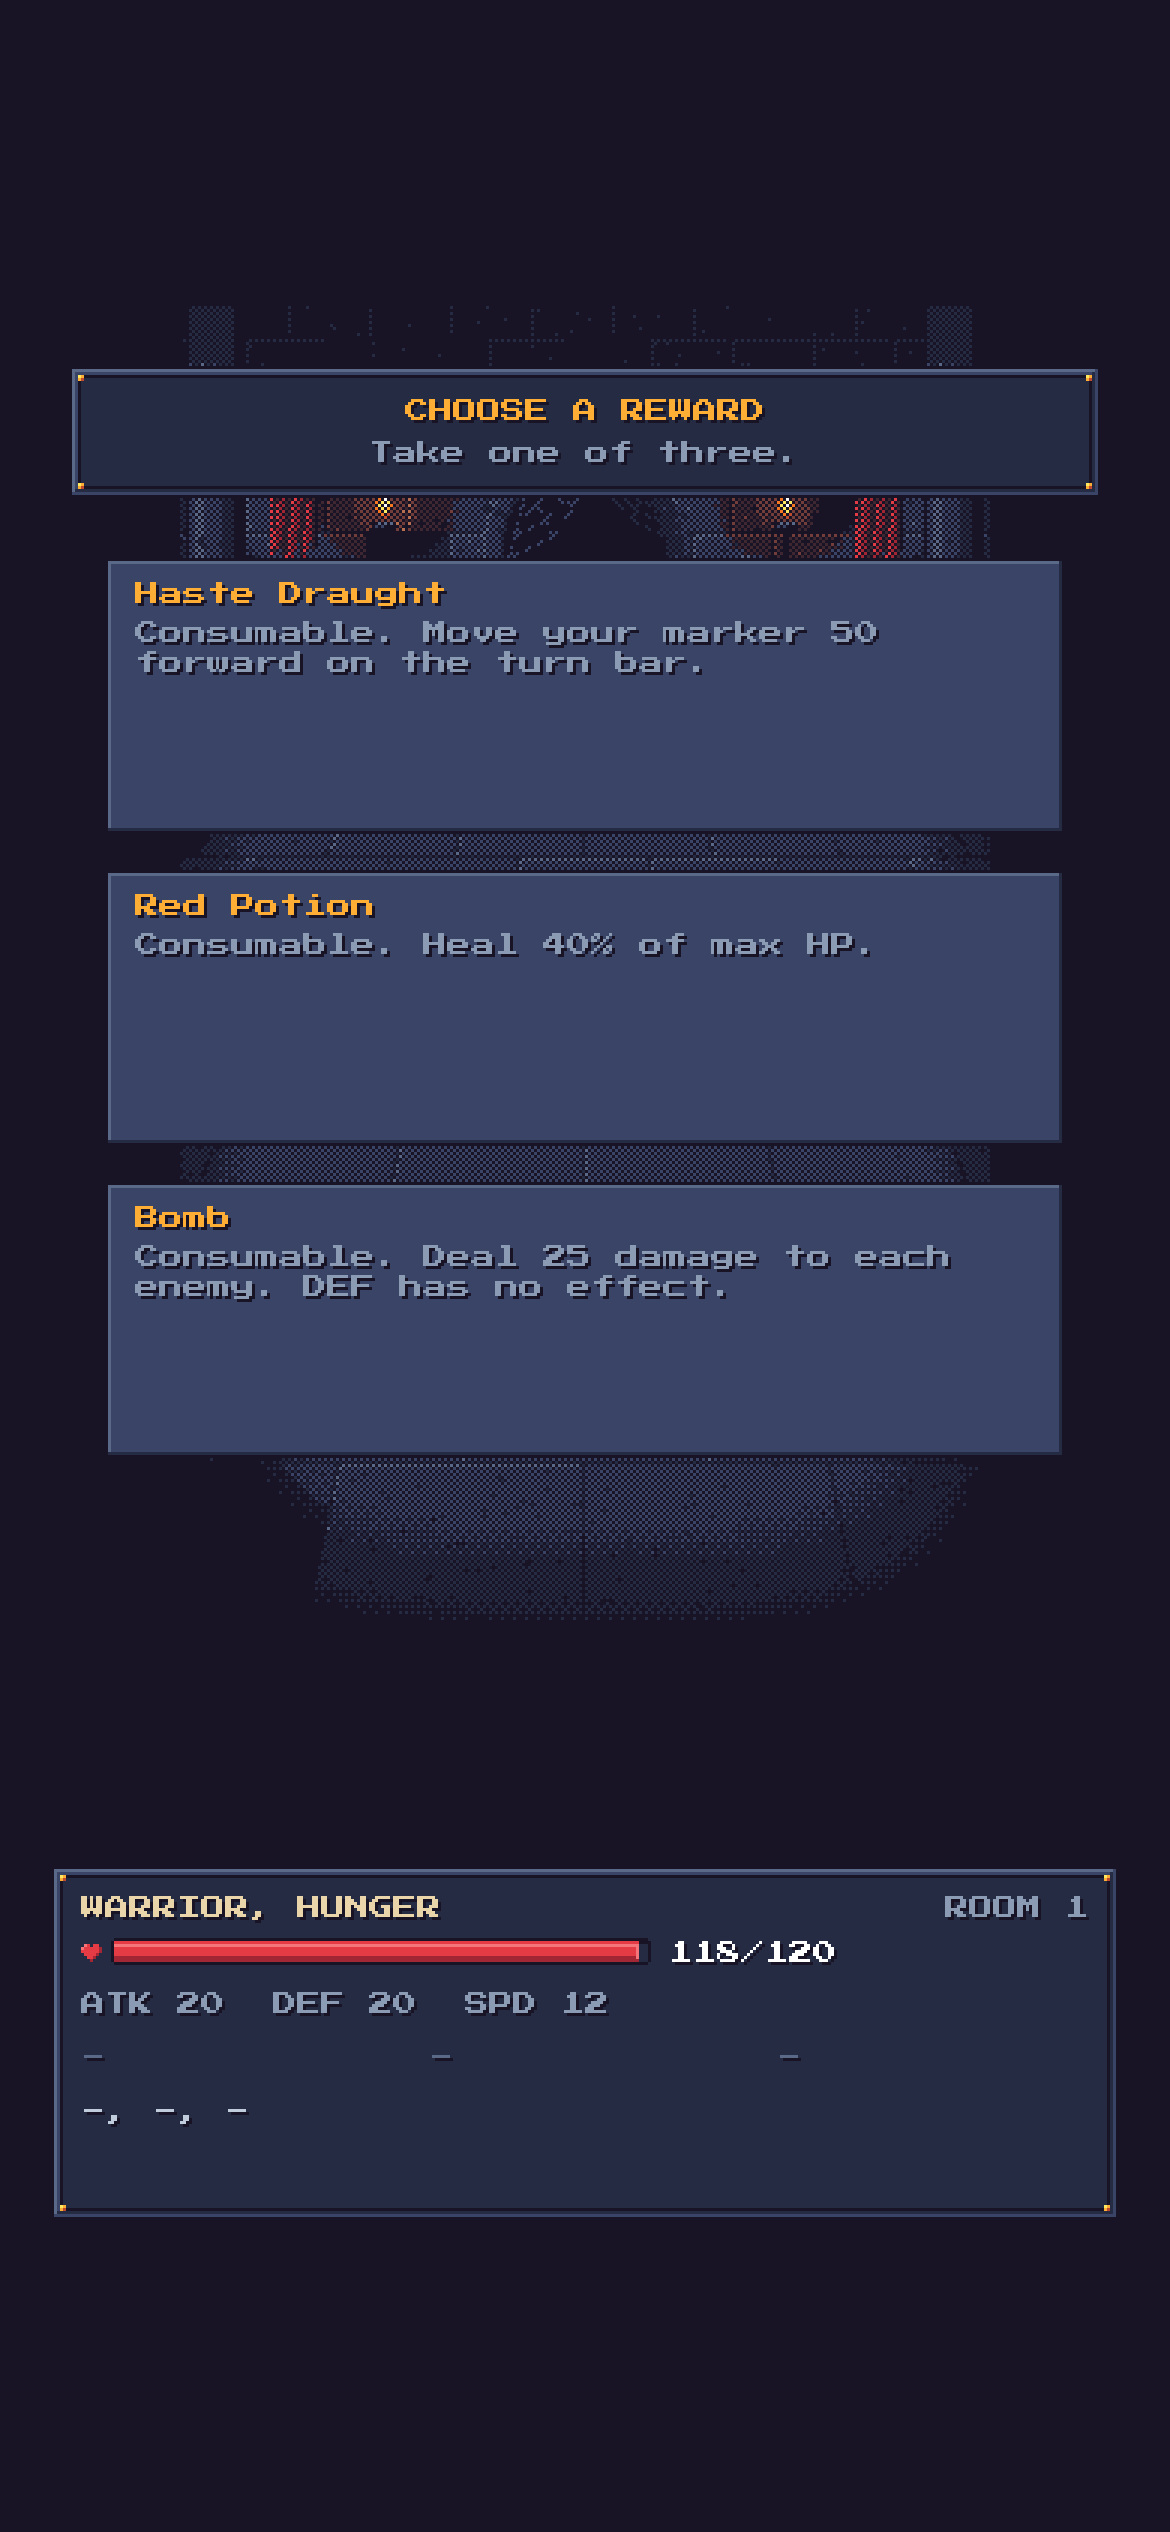 CHOOSE A REWARD
Take one of three.
Haste Draught
Consumable. Move your marker 50
forward on the turn bar.
Red Potion
Consumable. Heal 40% of max HP.
Bomb
Consumable. Deal 25 damage to each
enemy. DEF has no effect.
WARRIOR, HUNGER ROOM 1
118/120
ATK 20 DEF 20 SPD 12
– – –
–, –, –